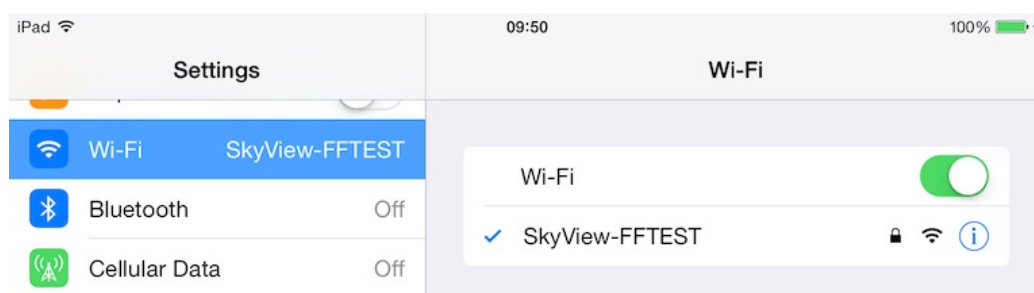 iPad 09:50 100%
Settings
Wi-Fi
Wi-Fi SkyView-FFTEST
Bluetooth Off
Cellular Data Off
Wi-Fi
SkyView-FFTEST